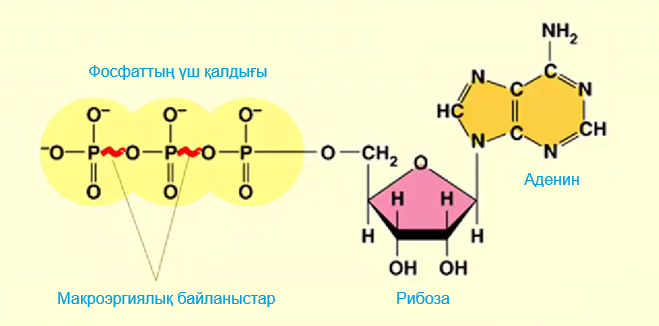 NH₂
Фосфаттың үш қалдығы
C
N
N
C
O⁻ O⁻ O⁻
HC
CH
C
⁻O P O P O P O CH₂
N
N
O
Аденин
O O O
H H
H H
OH OH
Макроэргиялық байланыстар
Рибоза